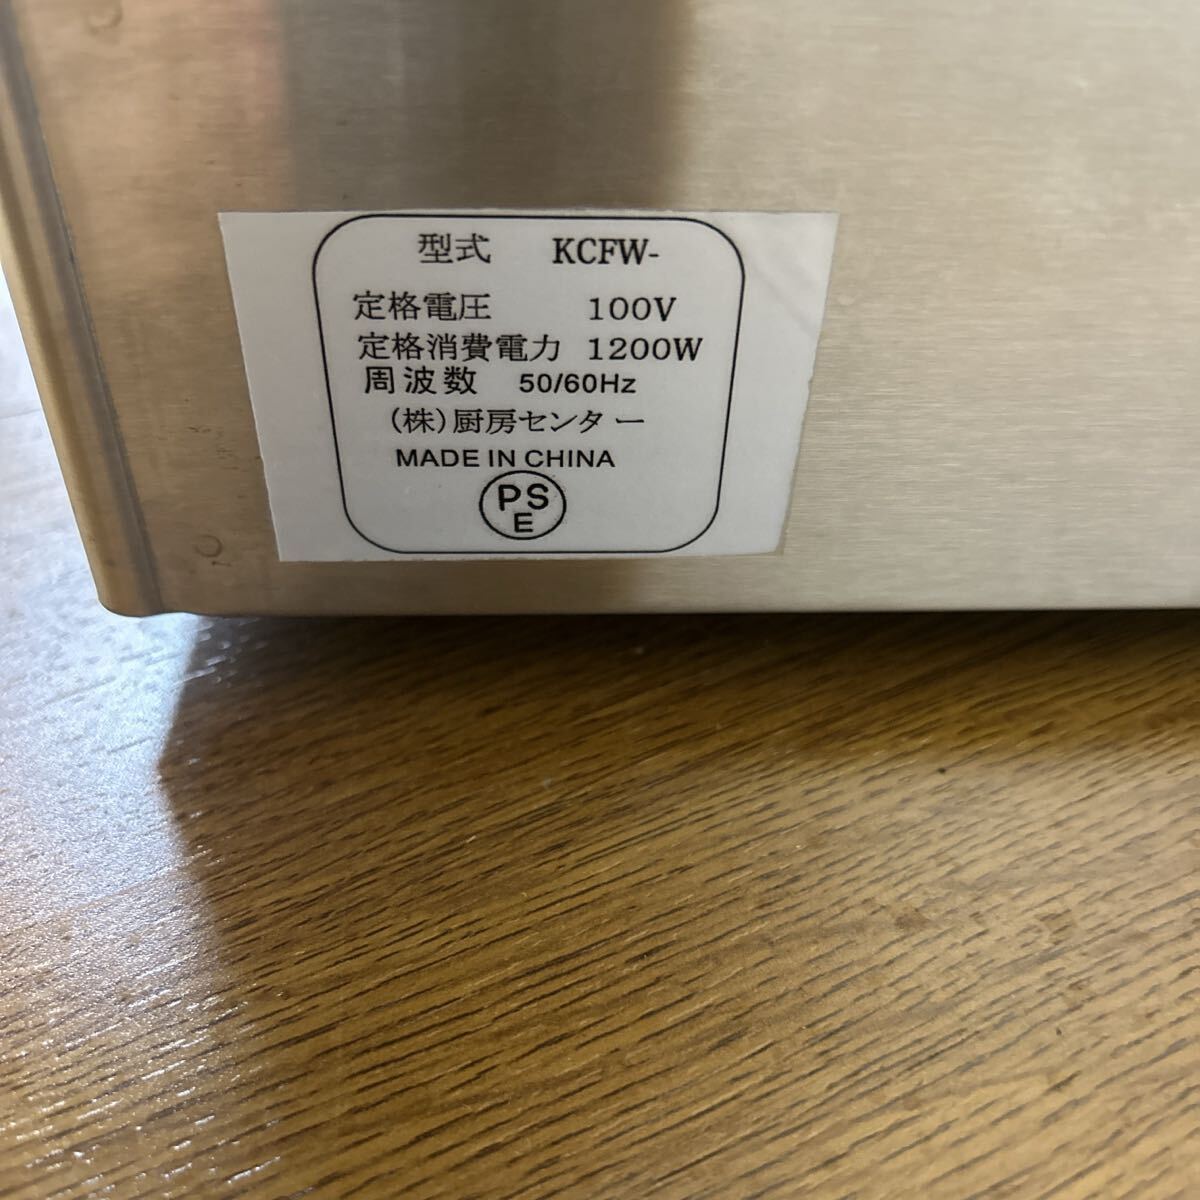 型式 KCFW-
定格電圧 100V
定格消費電力 1200W
周波数 50/60Hz
(株)厨房センター
MADE IN CHINA
PS
E